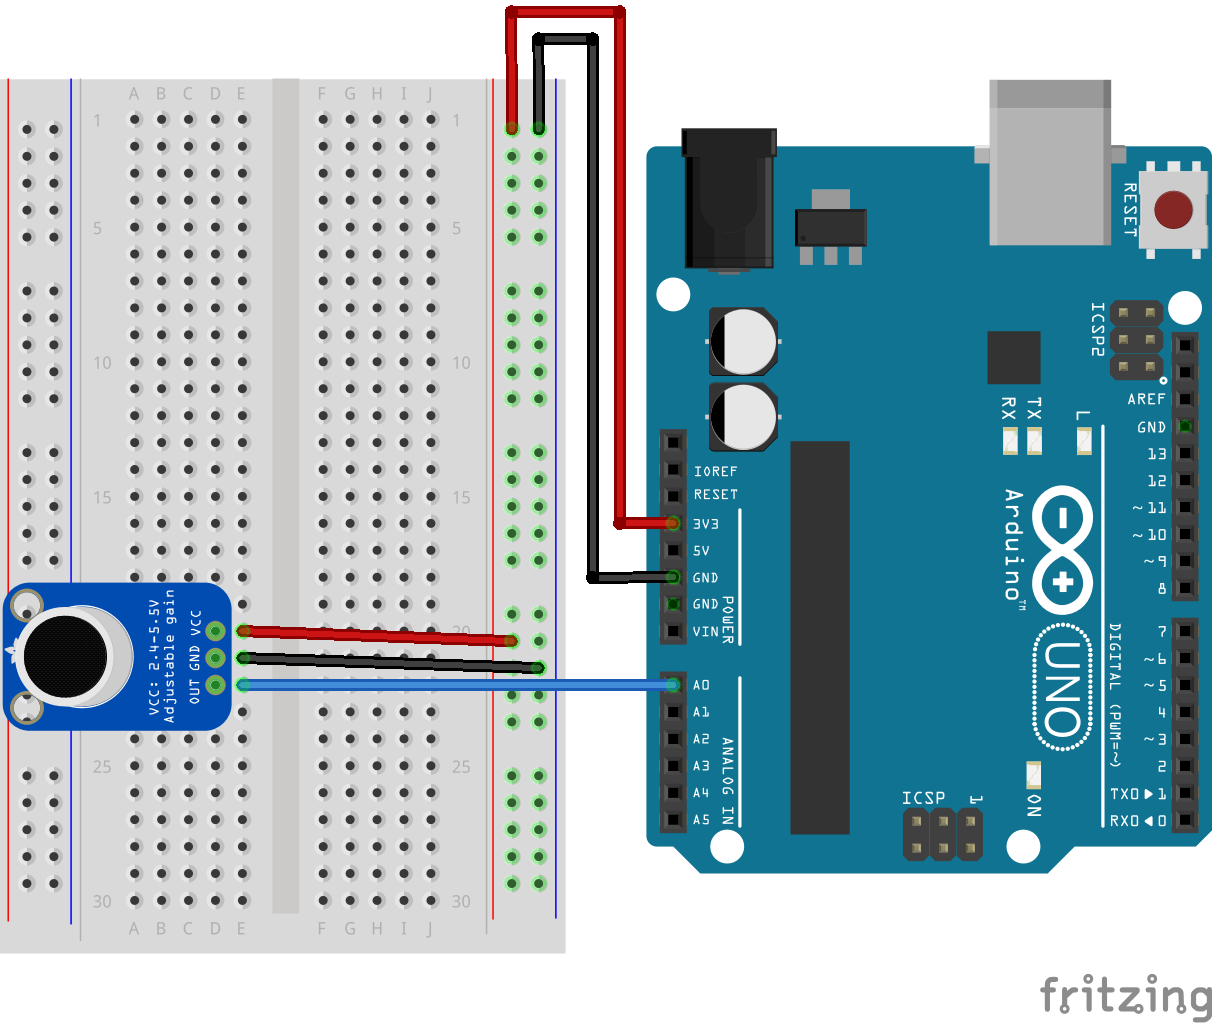 A B C D E F G H I J
1 1
5 5
10 10
15 15
20
25 25
30 30
A B C D E F G H I J
VCC: 2.4-5.5V
Adjustable gain
OUT GND VCC
RESET
ICSP2
IOREF
RESET
3V3
5V
GND
GND
VIN
POWER
A0
A1
A2
A3
A4
A5
ANALOG IN
RX
TX
L
Arduino™
UNO
ON
ICSP
1
AREF
GND
13
12
~11
~10
~9
8
7
~6
~5
4
~3
2
TX0▶1
RX0◀0
DIGITAL (PWM=~)
fritzing